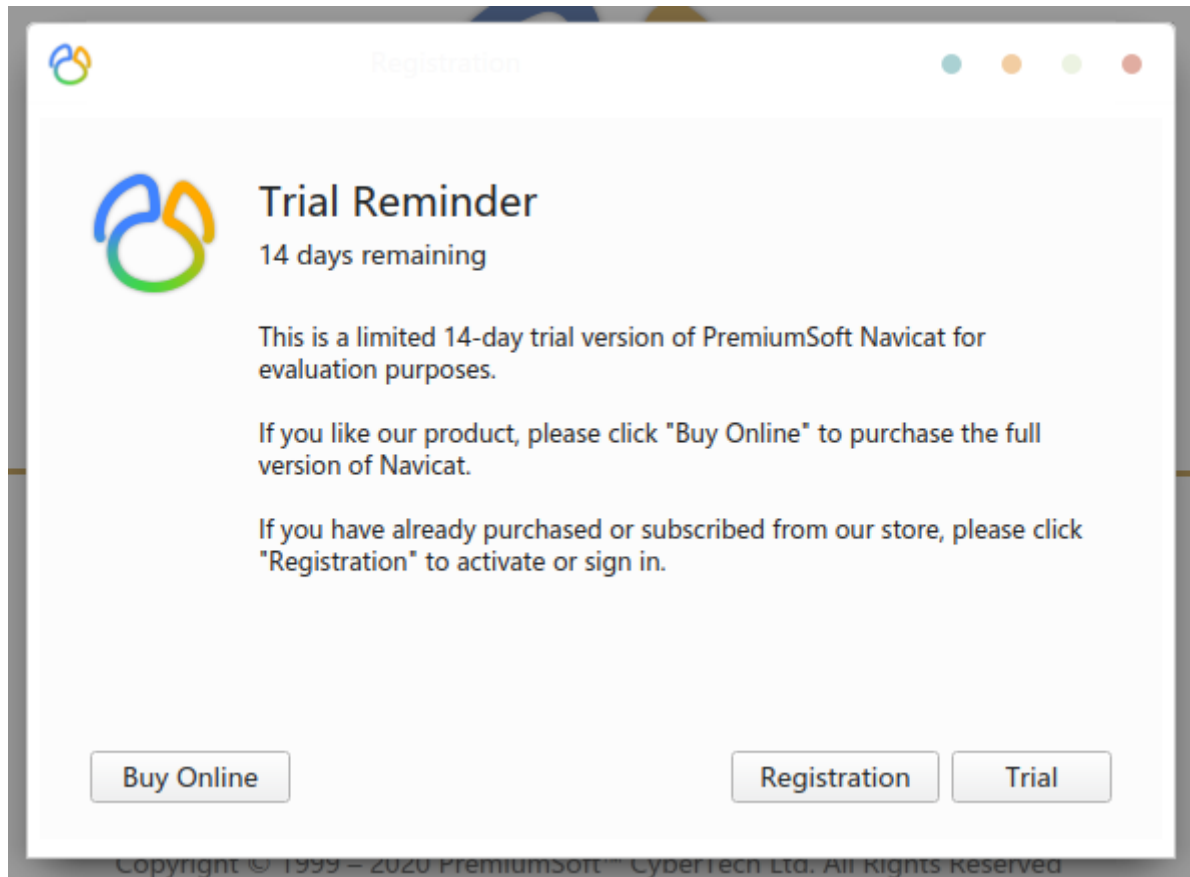 Registration
Trial Reminder
14 days remaining
This is a limited 14-day trial version of PremiumSoft Navicat for
evaluation purposes.
If you like our product, please click "Buy Online" to purchase the full
version of Navicat.
If you have already purchased or subscribed from our store, please click
"Registration" to activate or sign in.
Buy Online
Registration
Trial
Copyright © 1999 – 2020 PremiumSoft™ CyberTech Ltd. All Rights Reserved